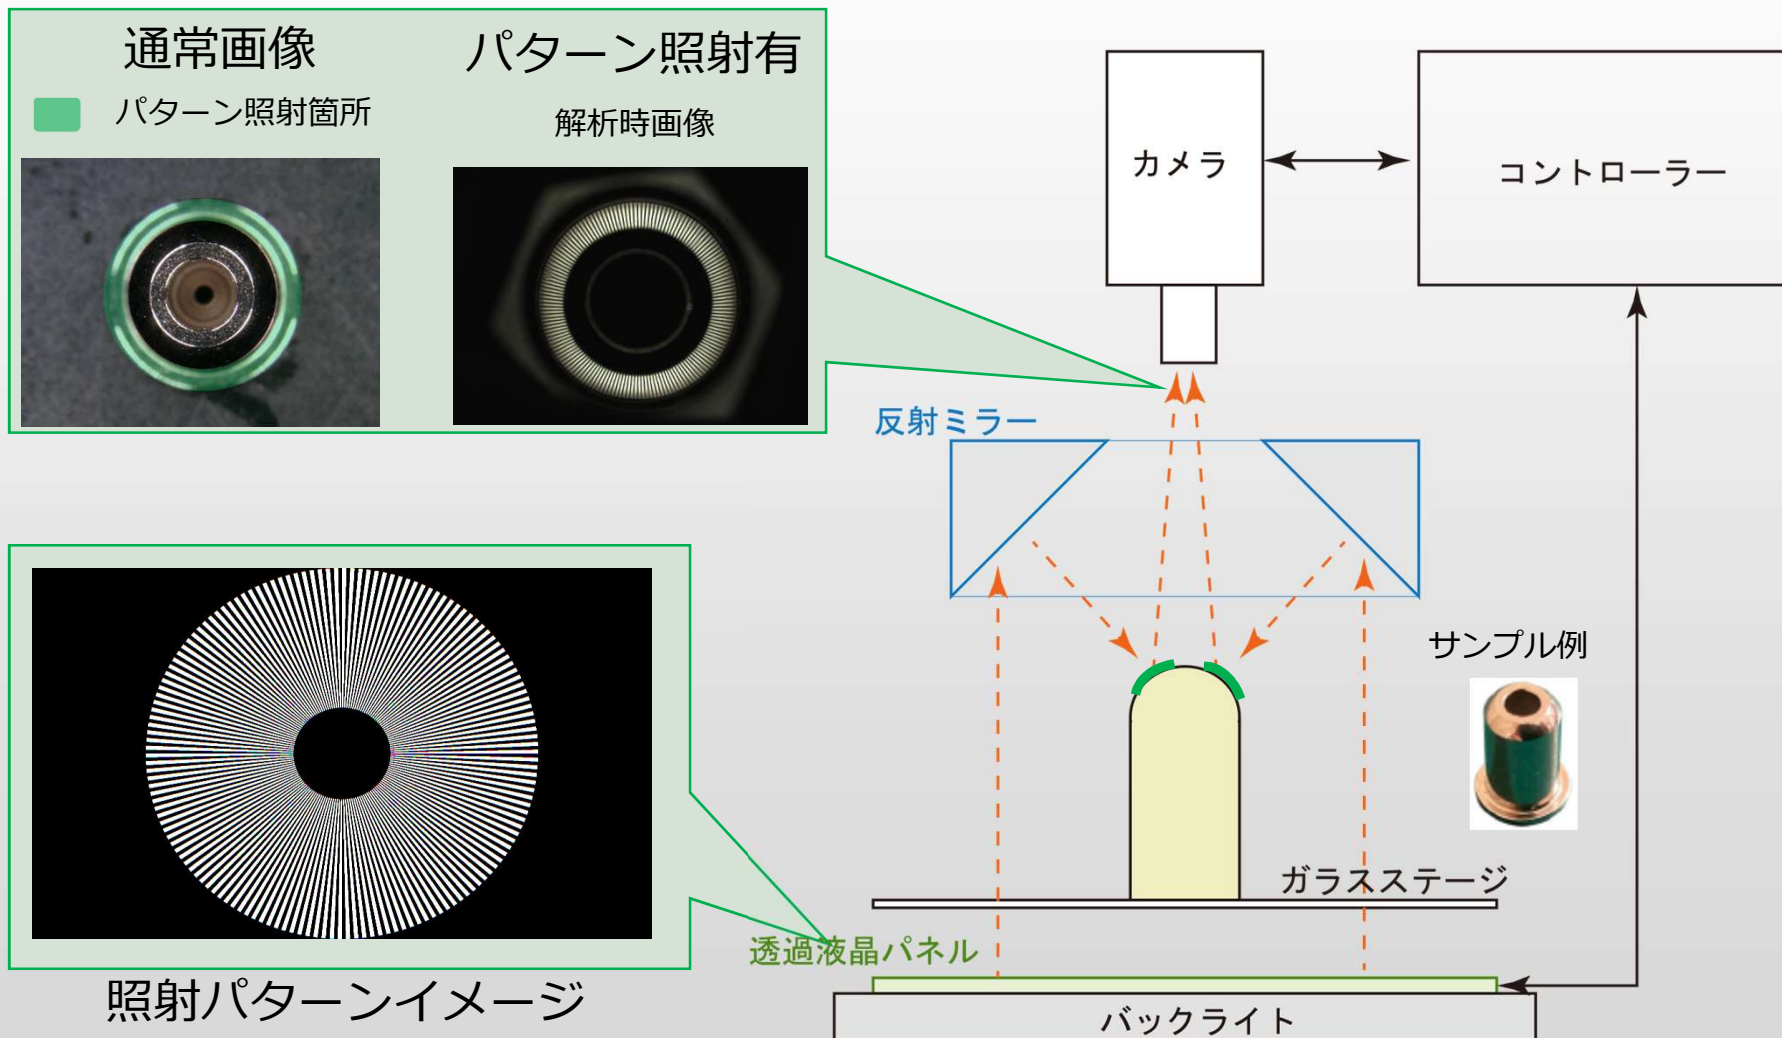 通常画像
パターン照射有
パターン照射箇所
解析時画像
カメラ
コントローラー
反射ミラー
サンプル例
ガラスステージ
透過液晶パネル
照射パターンイメージ
バックライト